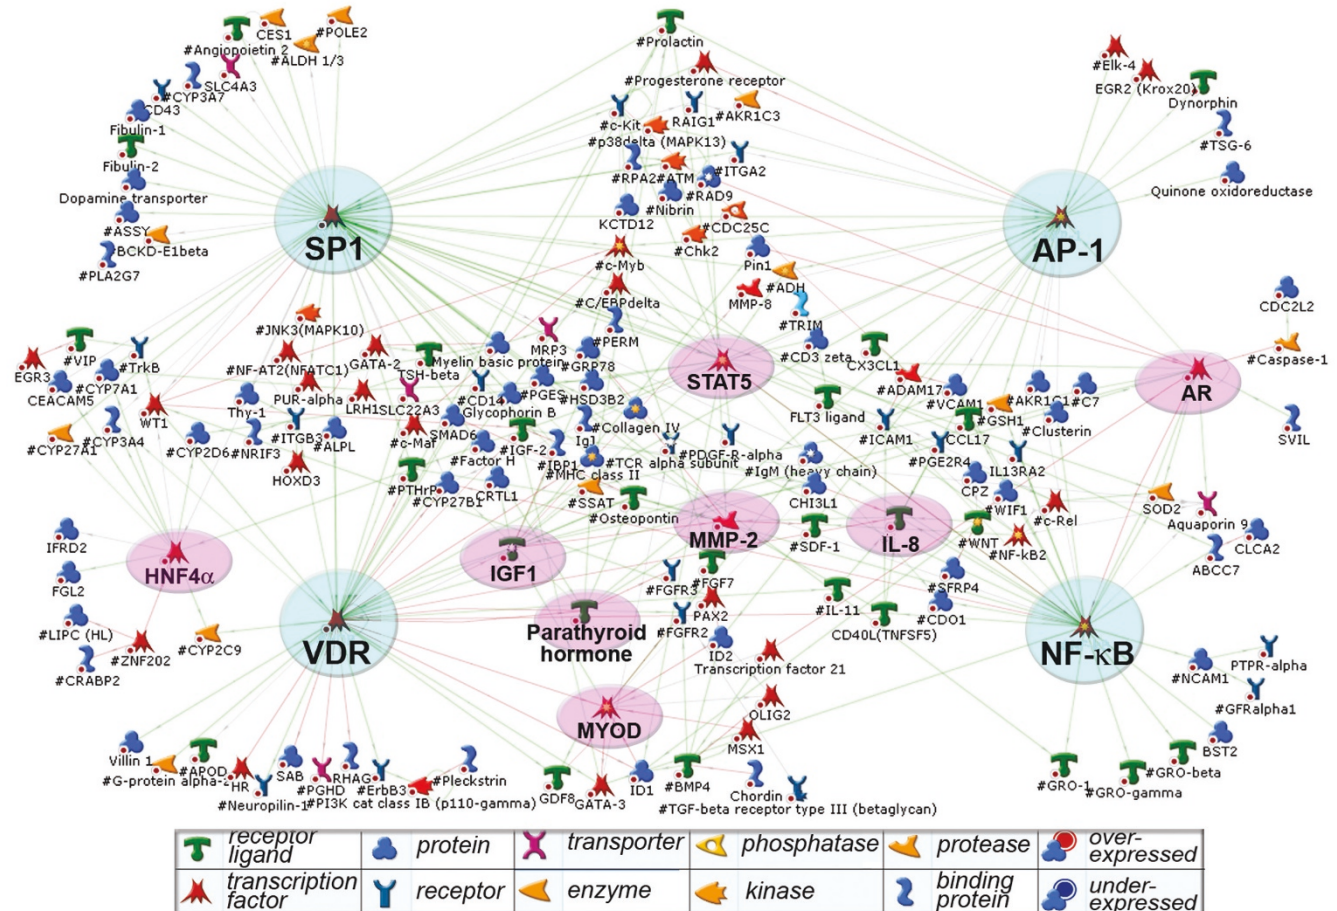 CES1
#POLE2
#Angiopoietin 2
#ALDH 1/3
SLC4A3
#CYP3A7
CD43
Fibulin-1
Fibulin-2
Dopamine transporter
#ASSY
BCKD-E1beta
#PLA2G7
SP1
#Prolactin
#Progesterone receptor
#c-Kit
RAIG1
#AKR1C3
#p38delta (MAPK13)
#RPA2
#ATM
#ITGA2
#RAD9
#Nibrin
KCTD12
#CDC25C
#Chk2
#c-Myb
Pin1
#ADH
#C/EBPdelta
MMP-8
#TRIM
#PERM
#CD3 zeta
#Elk-4
EGR2 (Krox20)
Dynorphin
#TSG-6
Quinone oxidoreductase
AP-1
CDC2L2
#Caspase-1
AR
SVIL
#VIP
EGR3
#TrkB
CEACAM5
#CYP7A1
WT1
#CYP3A4
#CYP27A1
#CYP2D6
#JNK3(MAPK10)
#NF-AT2(NFATC1)
GATA-2
PUR-alpha
Thy-1
#NRIF3
#ITGB3
#ALPL
HOXD3
LRH1
SLC22A3
TSH-beta
Myelin basic protein
MRP3
#GRP78
#CD14
#PGES
#HSD3B2
Glycophorin B
SMAD6
#c-Maf
#Factor H
#IGF-2
#Collagen IV
#IBP1
#TCR alpha subunit
#MHC class II
#PTHrP
#CYP27B1
CRTL1
#SSAT
#Osteopontin
STAT5
CX3CL1
#ADAM17
FLT3 ligand
#VCAM1
#AKR1C1
#C7
#GSH1
#Clusterin
#ICAM1
CCL17
#PDGF-R-alpha
#PGE2R4
IL13RA2
#IgM (heavy chain)
CPZ
CHI3L1
#WIF1
#c-Rel
SOD2
Aquaporin 9
CLCA2
ABCC7
#SDF-1
#WNT
#NF-kB2
MMP-2
IL-8
IGF1
HNF4α
IFRD2
FGL2
#LIPC (HL)
#ZNF202
#CRABP2
#CYP2C9
VDR
Parathyroid
hormone
#FGF7
#FGFR3
PAX2
#FGFR2
ID2
Transcription factor 21
#SFRP4
#IL-11
#CDO1
CD40L(TNFSF5)
NF-κB
PTPR-alpha
#NCAM1
#GFRalpha1
BST2
#GRO-beta
#GRO-1
#GRO-gamma
MYOD
OLIG2
MSX1
Villin 1
#APOD
HR
SAB
#PGHD
RHAG
#ErbB3
#Pleckstrin
#Neuropilin-1
#PI3K cat class IB (p110-gamma)
GDF8
GATA-3
ID1
#BMP4
Chordin
#TGF-beta receptor type III (betaglycan)
receptor
ligand
protein
transporter
phosphatase
protease
over-
expressed
transcription
factor
receptor
enzyme
kinase
binding
protein
under-
expressed